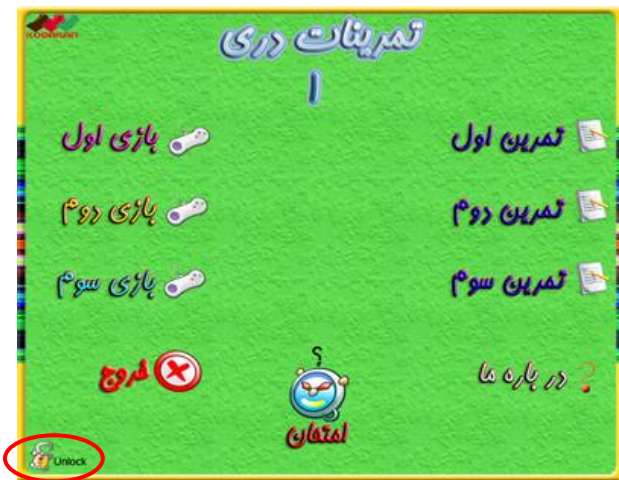 KODAKAN
تمرینات دری
۱
تمرین اول
بازی اول
تمرین دوم
بازی دوم
تمرین سوم
بازی سوم
؟
در باره ما
خروج
امتحان
Unlock